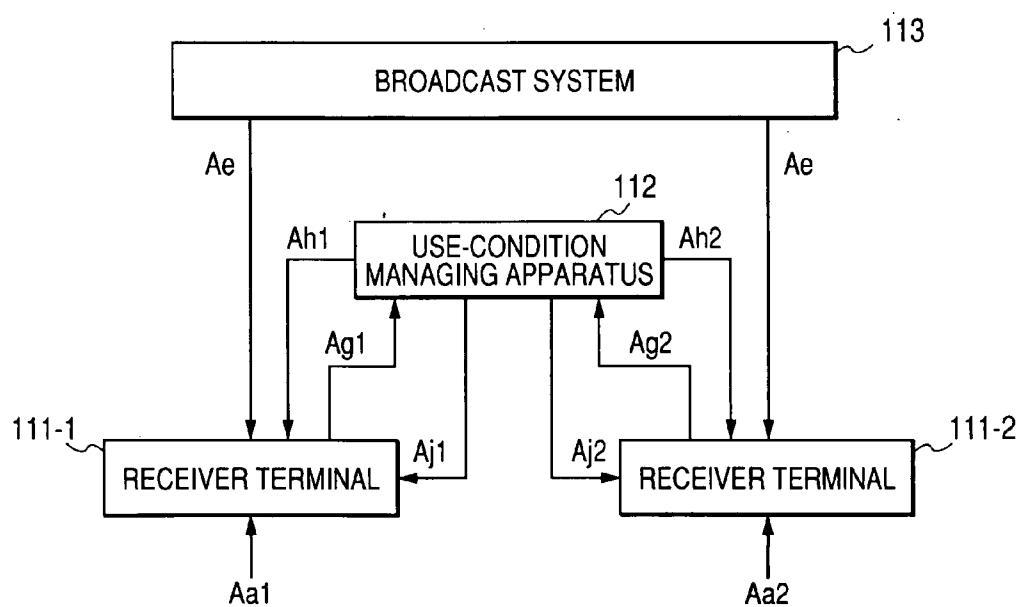 113
BROADCAST SYSTEM
Ae
Ae
112
Ah1
USE-CONDITION
MANAGING APPARATUS
Ah2
Ag1
Ag2
111-1
Aj1
Aj2
111-2
RECEIVER TERMINAL
RECEIVER TERMINAL
Aa1
Aa2